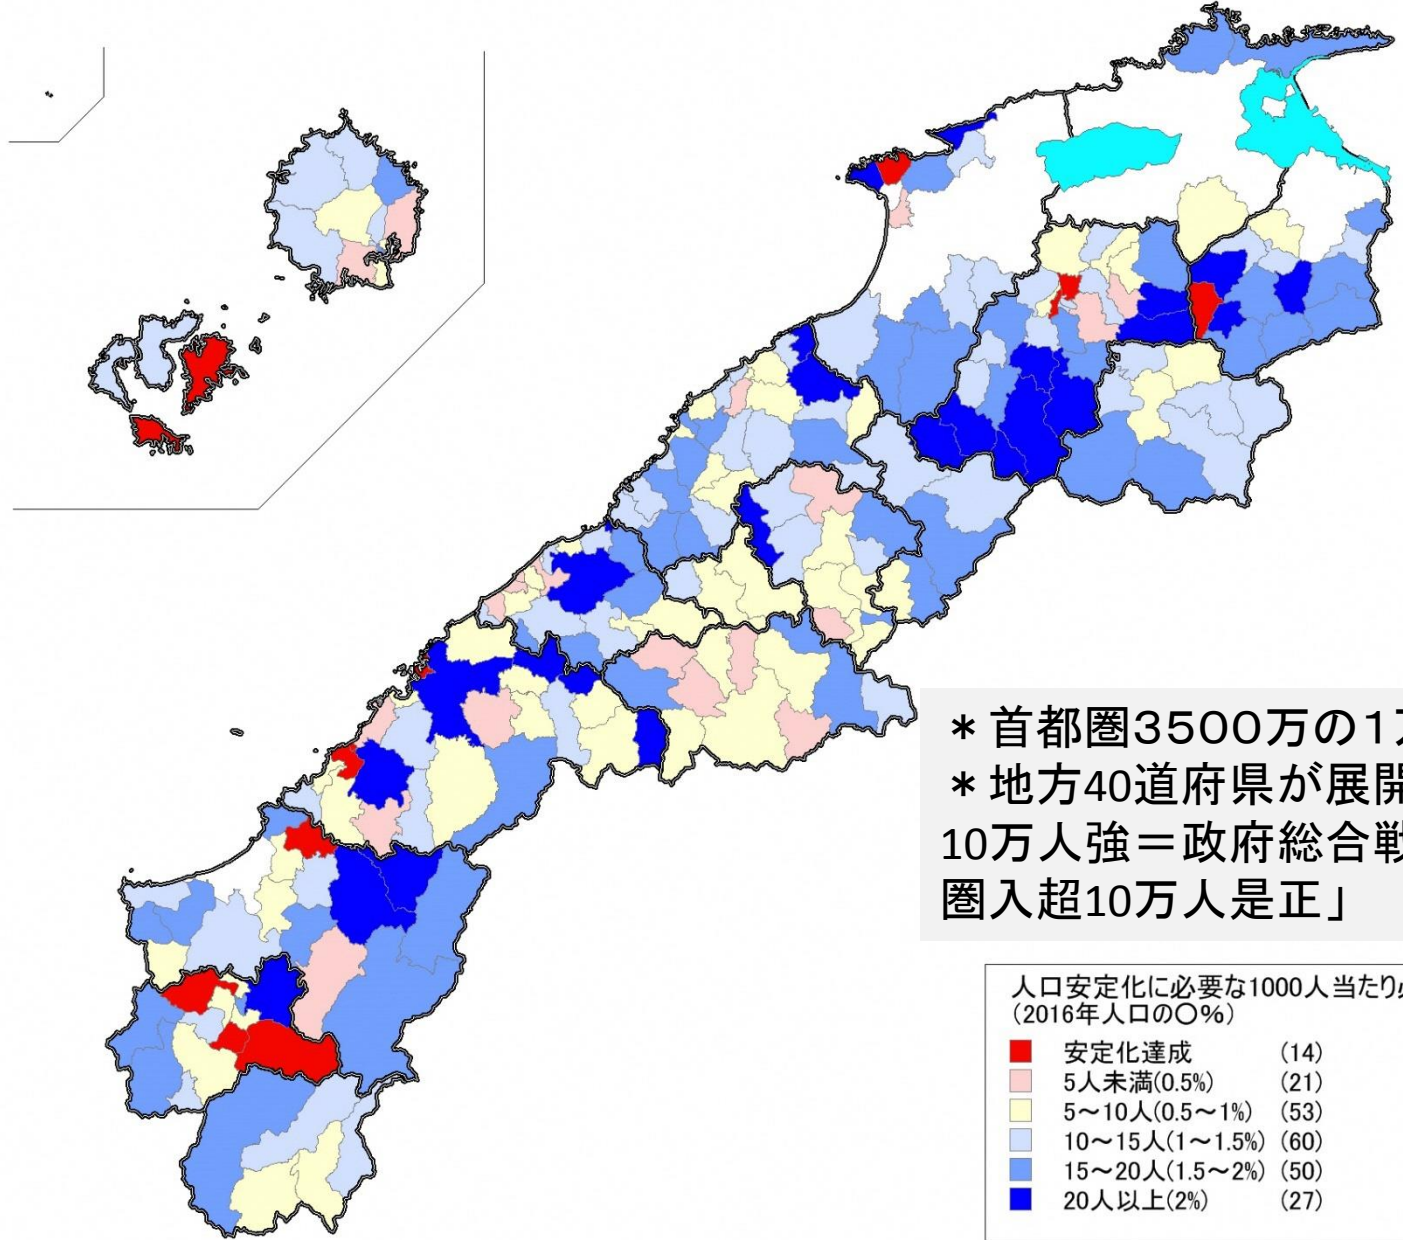 ＊首都圏3500万の1
＊地方40道府県が展開
10万人強＝政府総合戦
圏入超10万人是正」
人口安定化に必要な1000人当たり
(2016年人口の〇%)
安定化達成 (14)
5人未満(0.5%) (21)
5～10人(0.5～1%) (53)
10～15人(1～1.5%) (60)
15～20人(1.5～2%) (50)
20人以上(2%) (27)